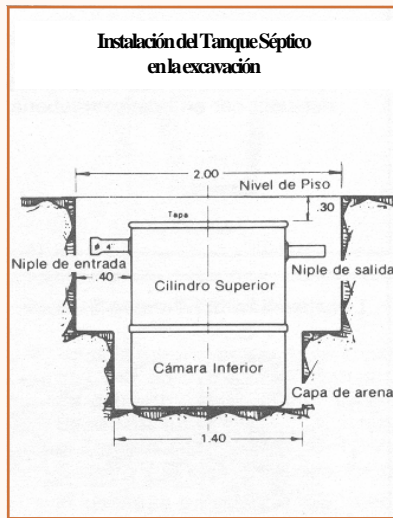 Instalación del Tanque Séptico
en la excavación
2.00
Nivel de Piso
.30
Tapa
ø 4"
Niple de entrada
Niple de salida
.40
Cilindro Superior
Cámara Inferior
Capa de arena
1.40